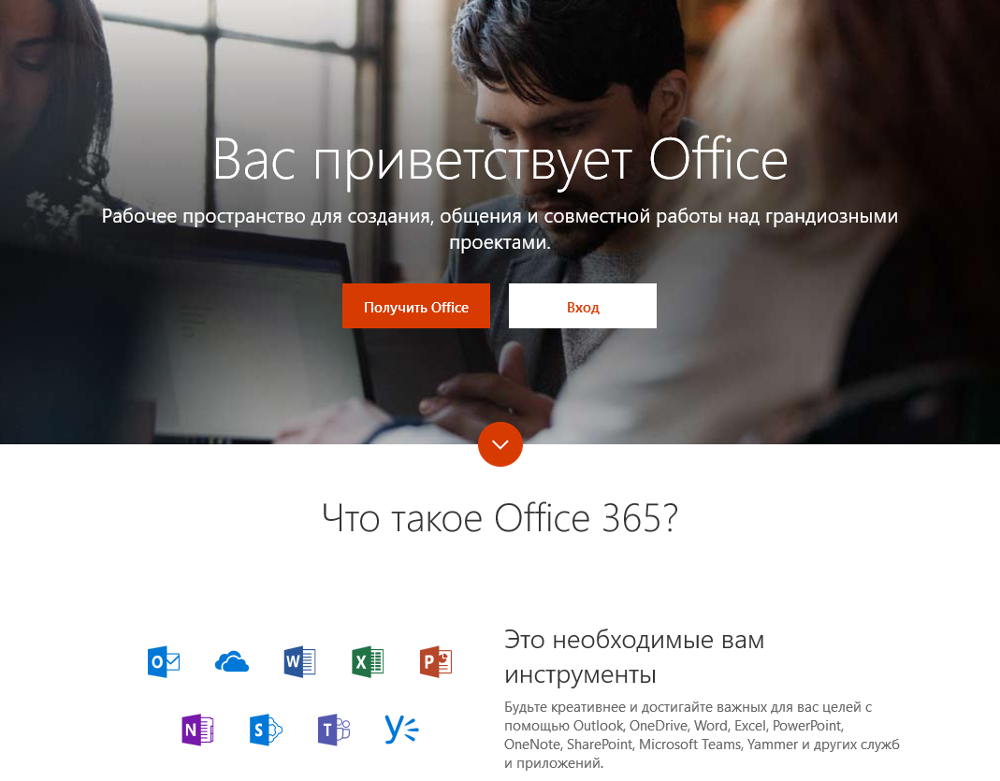 Вас приветствует Office
Рабочее пространство для создания, общения и совместной работы над грандиозными
проектами.
Получить Office
Вход
Что такое Office 365?
Это необходимые вам
инструменты
Будьте креативнее и достигайте важных для вас целей с
помощью Outlook, OneDrive, Word, Excel, PowerPoint,
OneNote, SharePoint, Microsoft Teams, Yammer и других служб
и приложений.